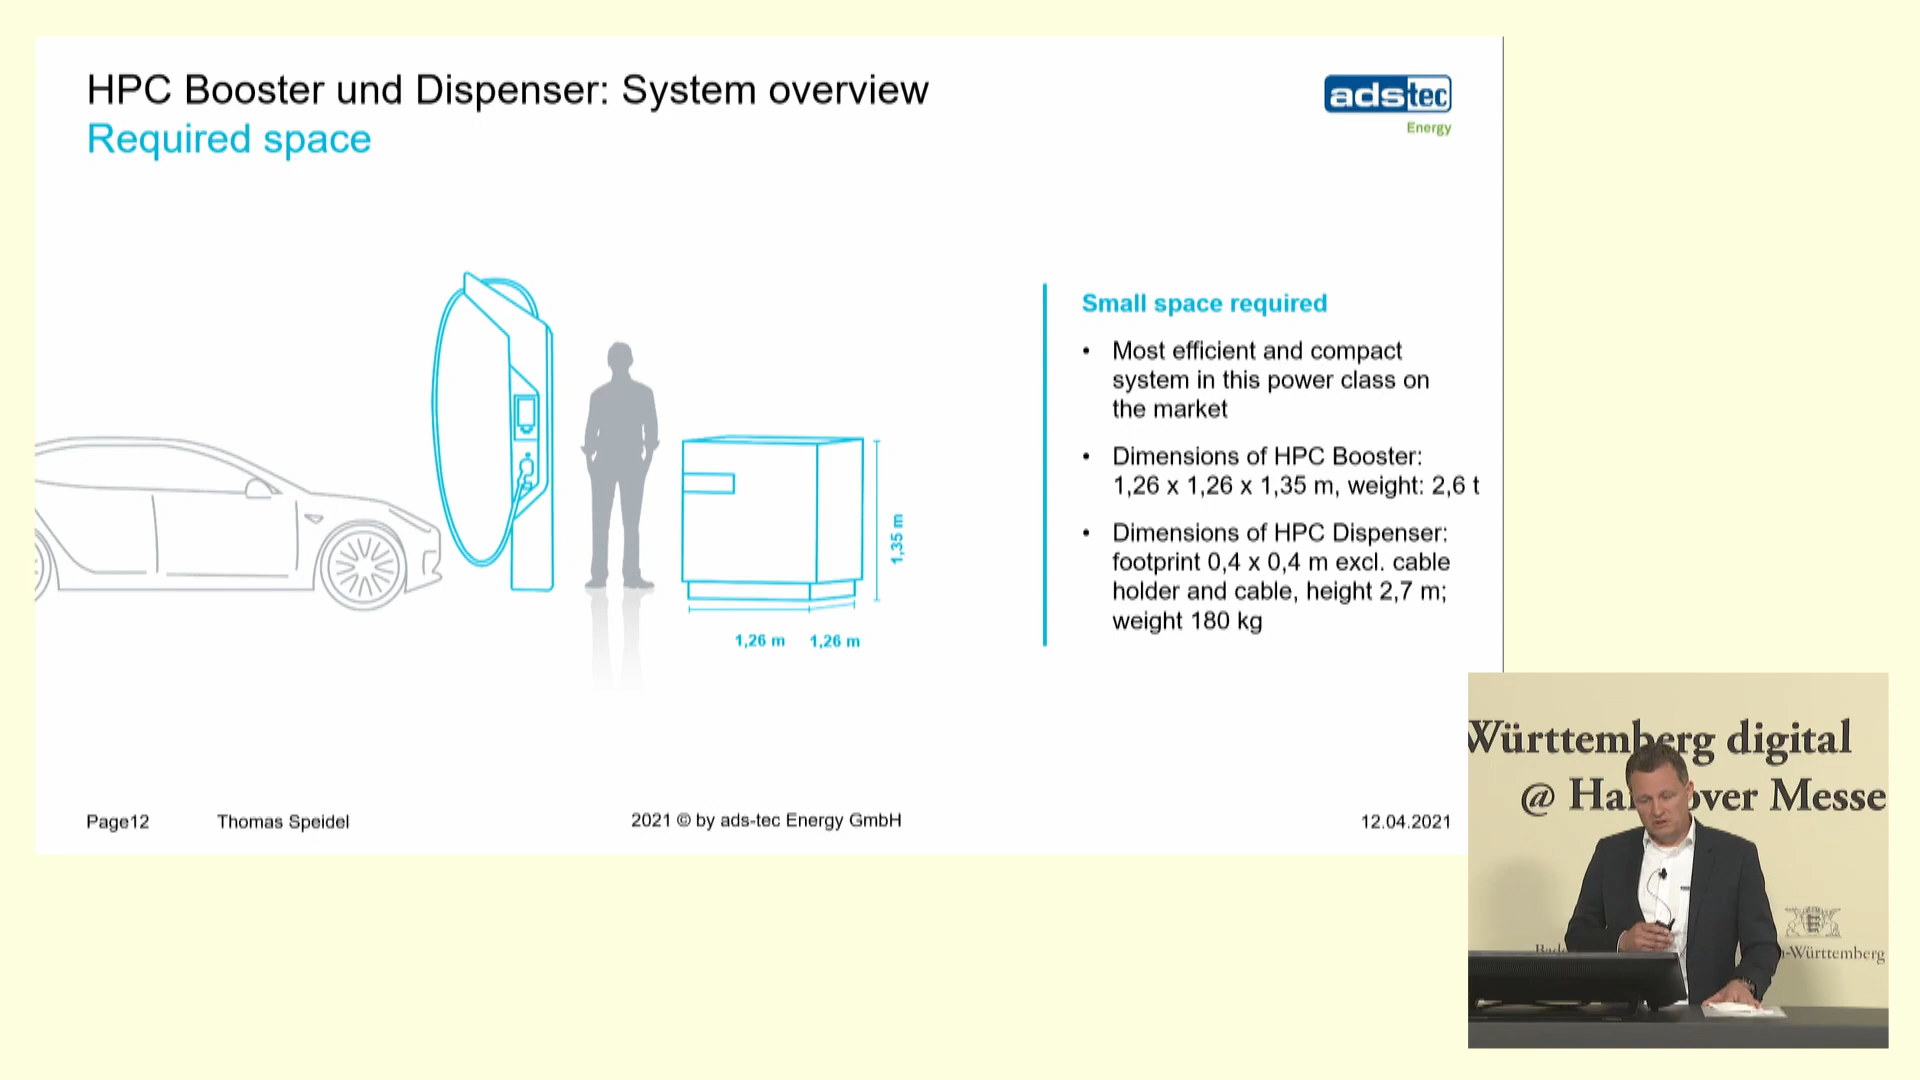 HPC Booster und Dispenser: System overview
Required space
adstec
Energy
Small space required
• Most efficient and compact
system in this power class on
the market
• Dimensions of HPC Booster:
1,26 x 1,26 x 1,35 m, weight: 2,6 t
• Dimensions of HPC Dispenser:
footprint 0,4 x 0,4 m excl. cable
holder and cable, height 2,7 m;
weight 180 kg
1,35 m
1,26 m 1,26 m
Page12 Thomas Speidel 2021 © by ads-tec Energy GmbH 12.04.2021
Württemberg digital
@ Hannover Messe
-Württemberg